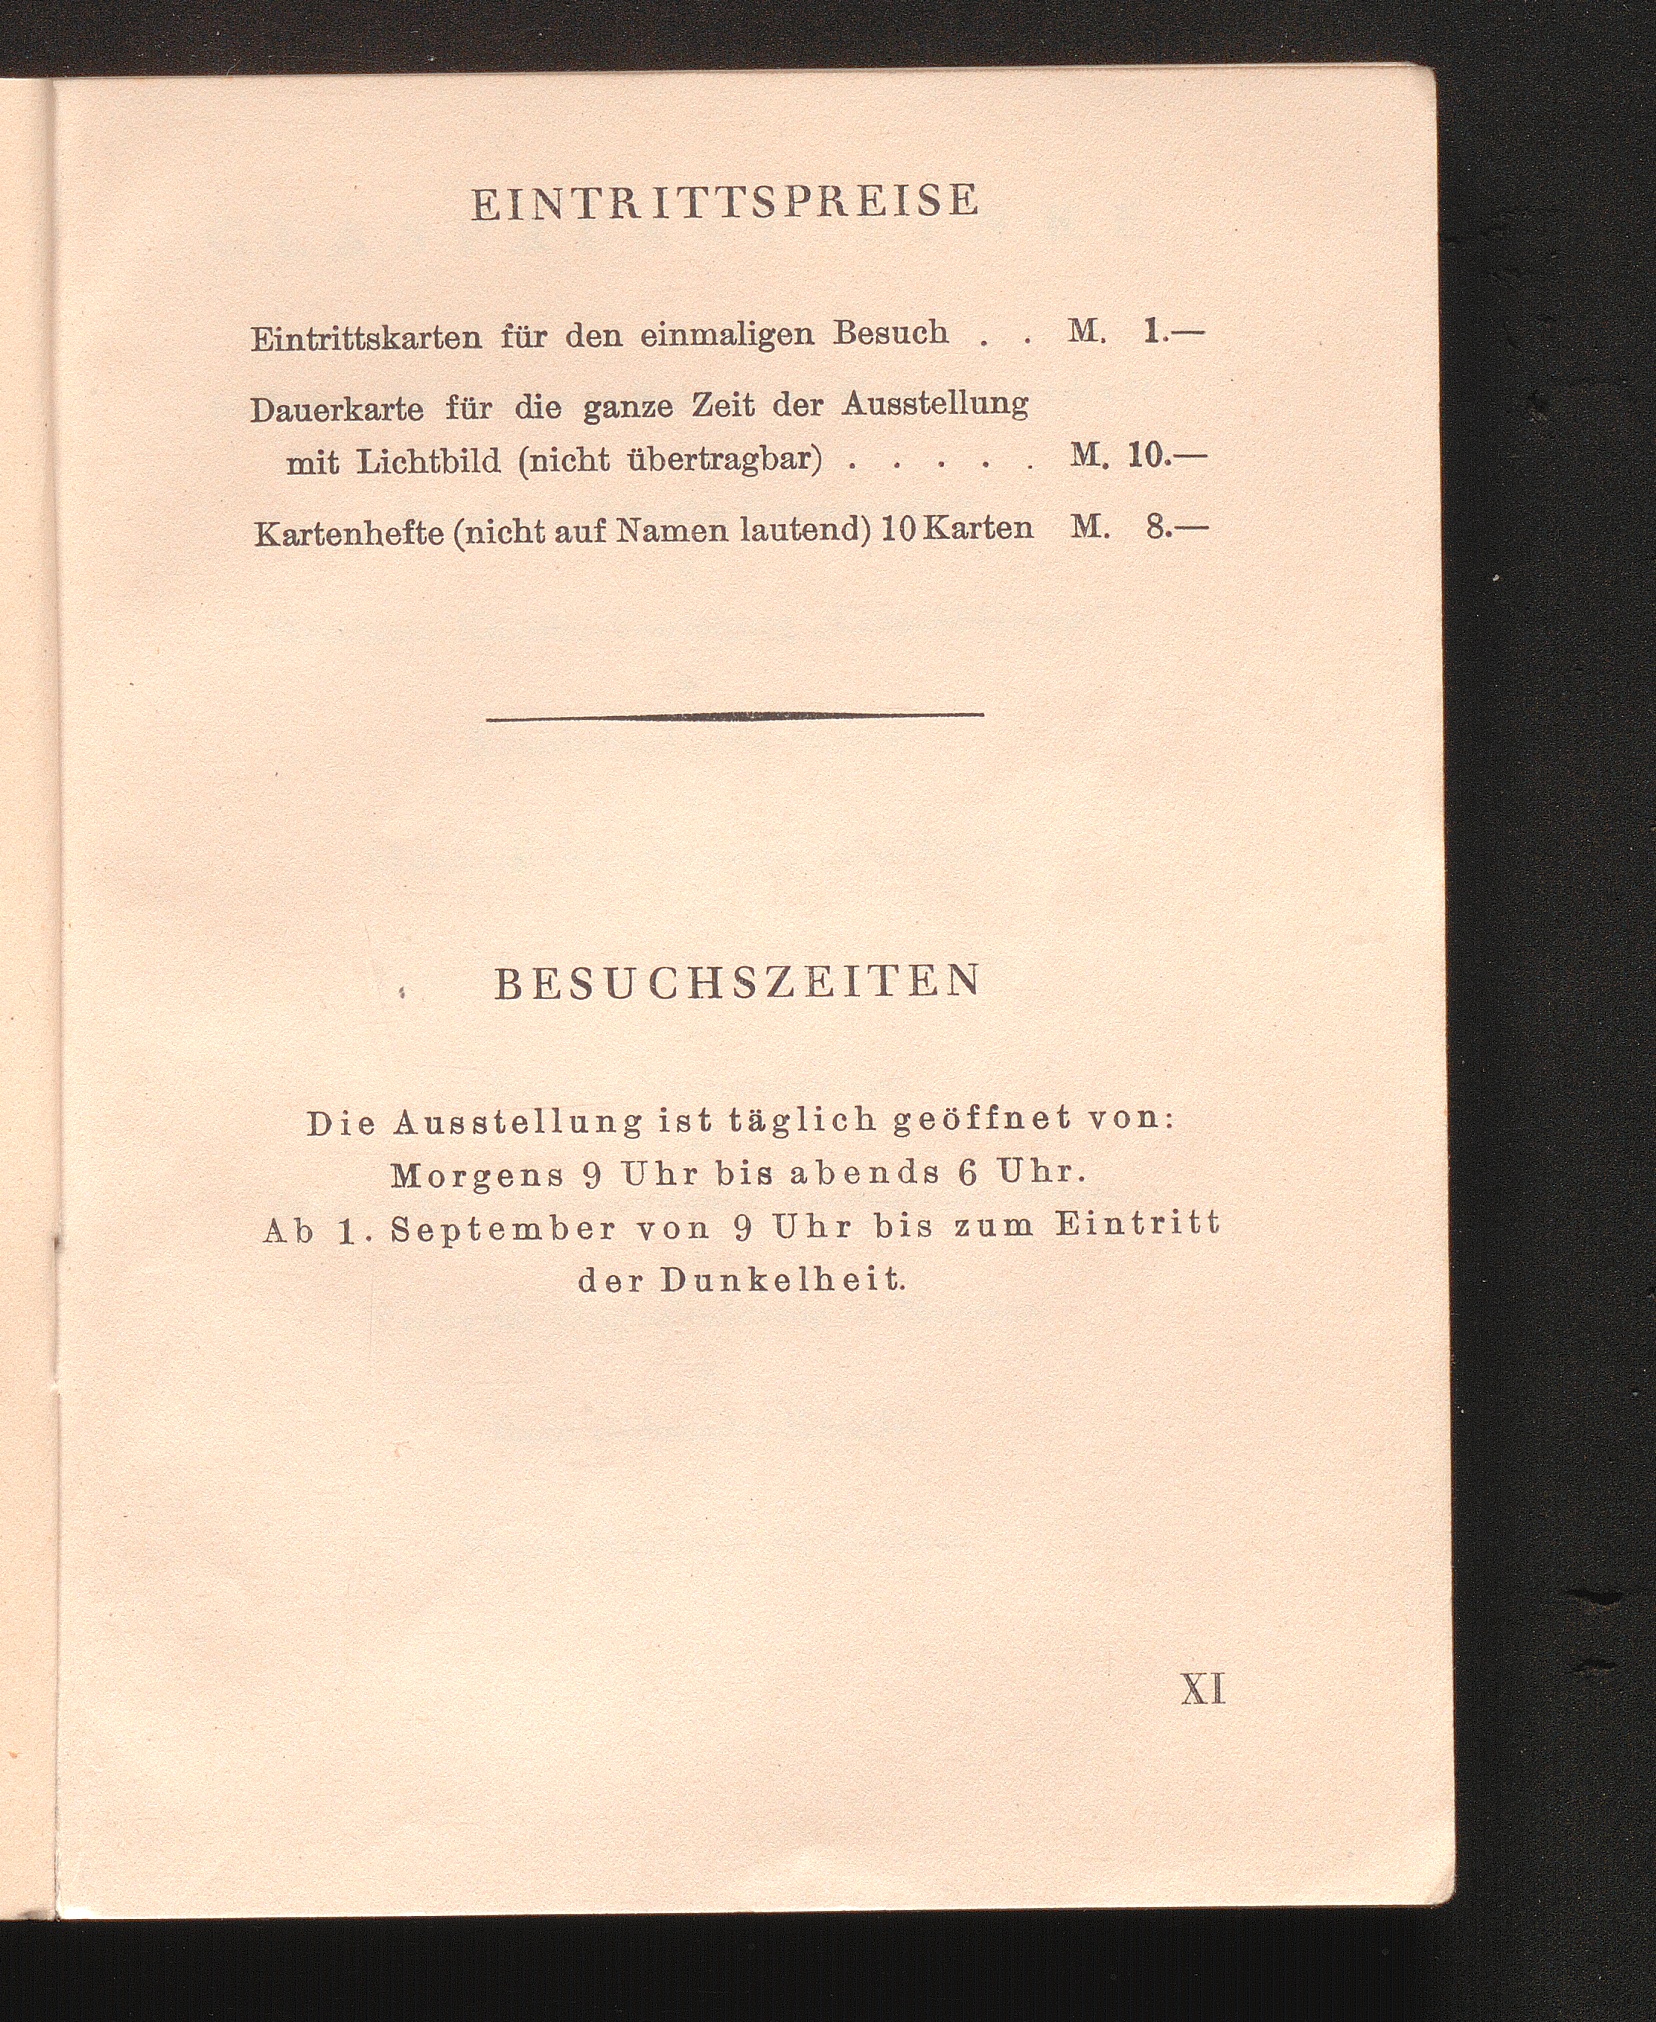 EINTRITTSPREISE
Eintrittskarten für den einmaligen Besuch . . M. 1.—
Dauerkarte für die ganze Zeit der Ausstellung
mit Lichtbild (nicht übertragbar) . . . . . M. 10.—
Kartenhefte (nicht auf Namen lautend) 10 Karten M. 8.—
BESUCHSZEITEN
Die Ausstellung ist täglich geöffnet von:
Morgens 9 Uhr bis abends 6 Uhr.
Ab 1. September von 9 Uhr bis zum Eintritt
der Dunkelheit.
XI